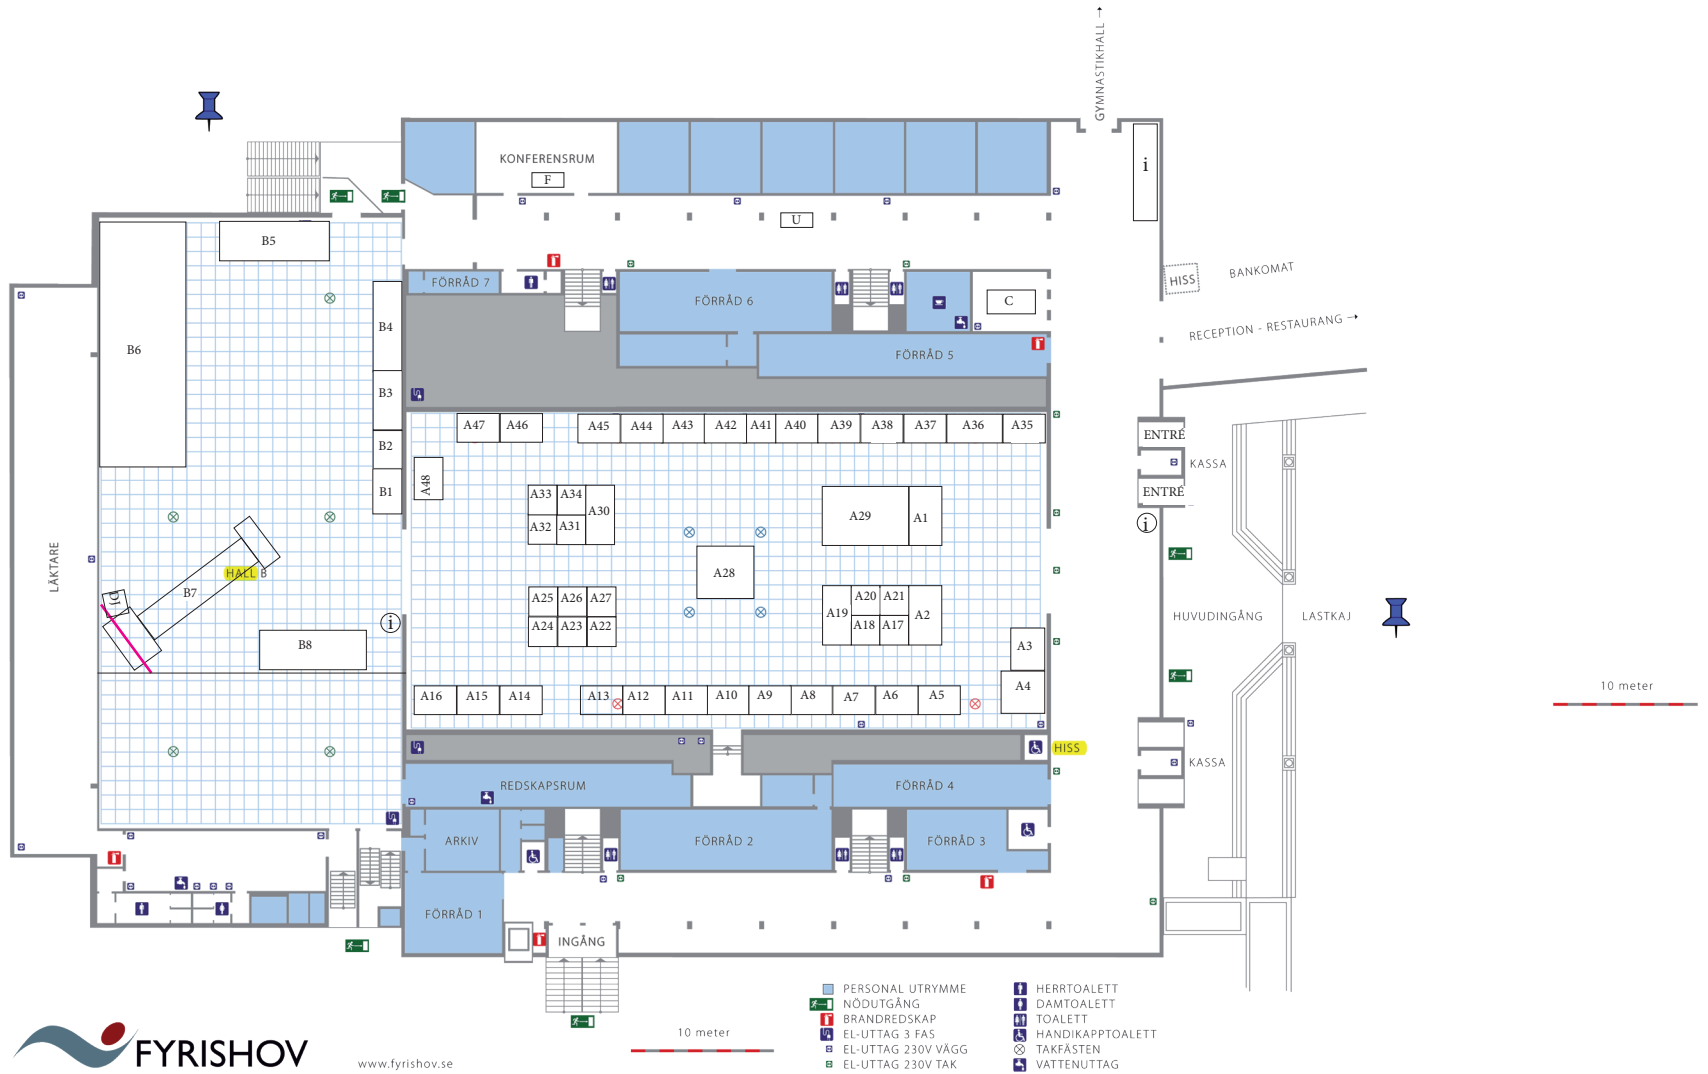 GYMNASTIKHALL
KONFERENSRUM
F
i
U
B5
HISS
BANKOMAT
FÖRRÅD 7
FÖRRÅD 6
C
B4
RECEPTION - RESTAURANG
B6
FÖRRÅD 5
B3
A47
A46
A45
A44
A43
A42
A41
A40
A39
A38
A37
A36
A35
ENTRÉ
B2
KASSA
A48
B1
ENTRÉ
A33
A34
A30
A32
A31
A29
A1
i
LÄKTARE
HALL B
A28
B7
DJ
A25
A26
A27
A24
A23
A22
A19
A20
A21
A18
A17
A2
HUVUDINGÅNG
LASTKAJ
i
B8
A3
A4
10 meter
A16
A15
A14
A13
A12
A11
A10
A9
A8
A7
A6
A5
HISS
KASSA
REDSKAPSRUM
FÖRRÅD 4
ARKIV
FÖRRÅD 2
FÖRRÅD 3
FÖRRÅD 1
INGÅNG
PERSONAL UTRYMME
NÖDUTGÅNG
BRANDREDSKAP
EL-UTTAG 3 FAS
EL-UTTAG 230V VÄGG
EL-UTTAG 230V TAK
HERRTOALETT
DAMTOALETT
TOALETT
HANDIKAPPTOALETT
TAKFÄSTEN
VATTENUTTAG
10 meter
FYRISHOV
www.fyrishov.se